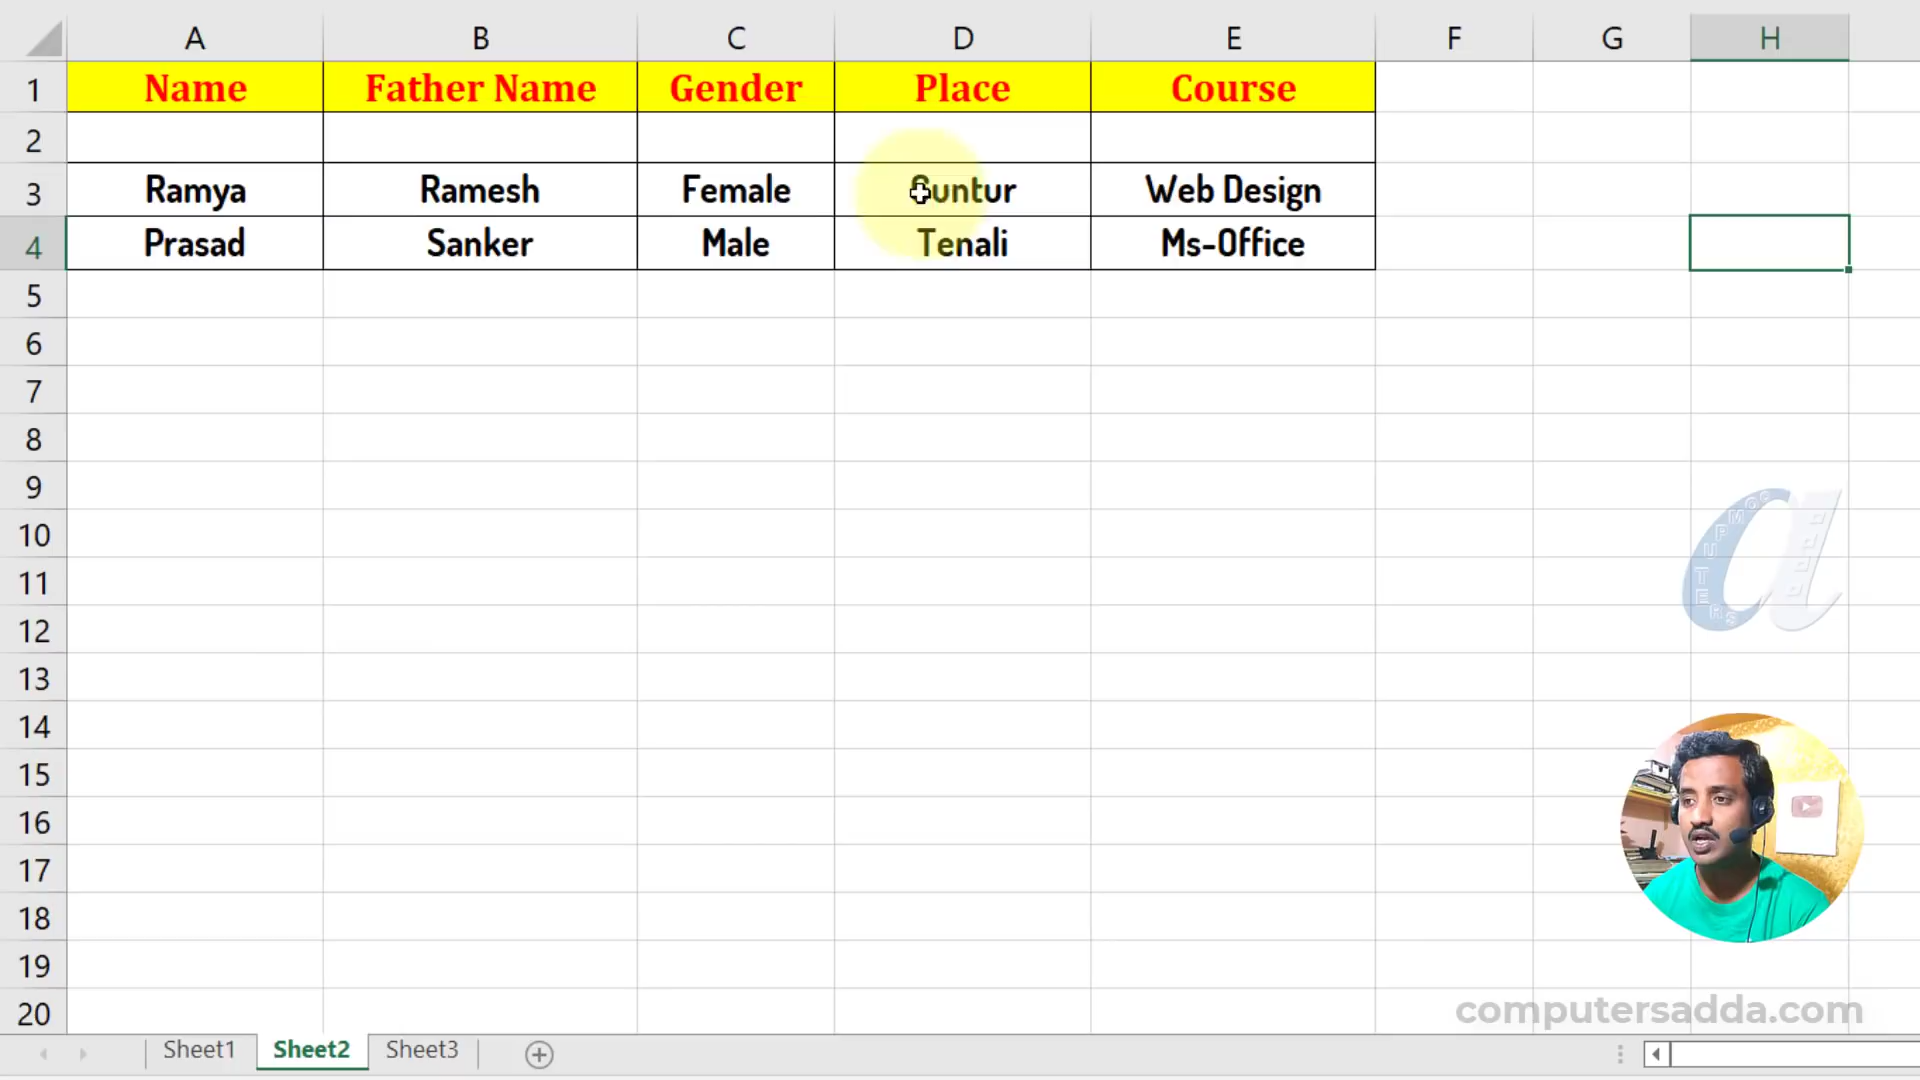 A B C D E F G H
1 Name Father Name Gender Place Course
2
3 Ramya Ramesh Female Guntur Web Design
4 Prasad Sanker Male Tenali Ms-Office
5
6
7
8
9
10
11
12
13
14
15
16
17
18
19
20
a
COMPUTERS
adda
computersadda.com
Sheet1 Sheet2 Sheet3